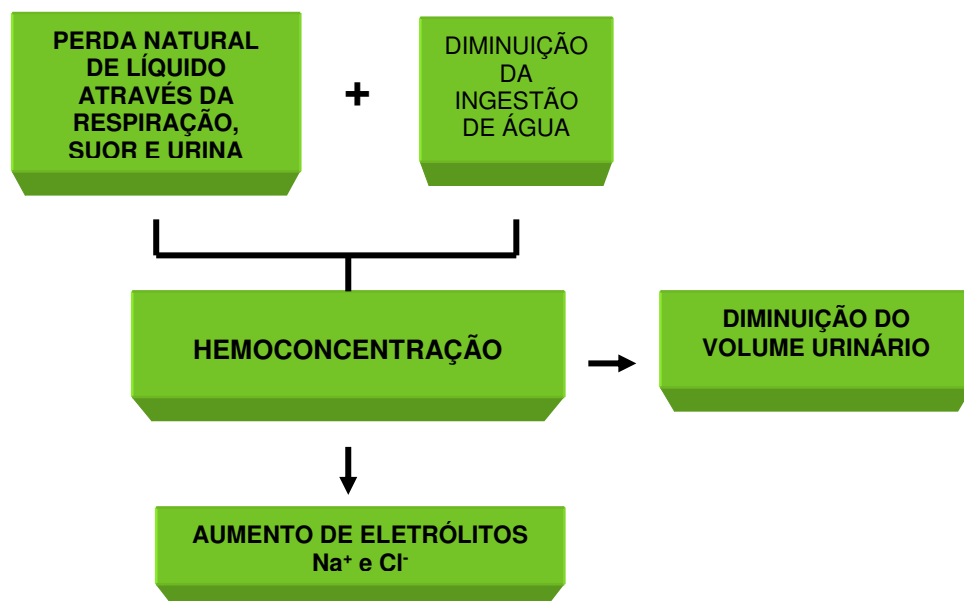 PERDA NATURAL
DE LÍQUIDO
ATRAVÉS DA
RESPIRAÇÃO,
SUOR E URINA
+
DIMINUIÇÃO
DA
INGESTÃO
DE ÁGUA
HEMOCONCENTRAÇÃO
DIMINUIÇÃO DO
VOLUME URINÁRIO
AUMENTO DE ELETRÓLITOS
Na⁺ e Cl⁻